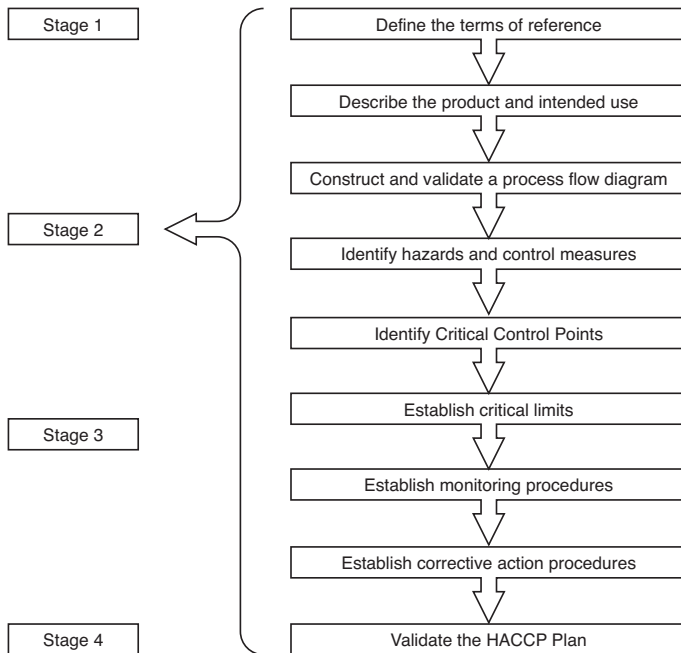 Stage 1
Stage 2
Stage 3
Stage 4
Define the terms of reference
Describe the product and intended use
Construct and validate a process flow diagram
Identify hazards and control measures
Identify Critical Control Points
Establish critical limits
Establish monitoring procedures
Establish corrective action procedures
Validate the HACCP Plan